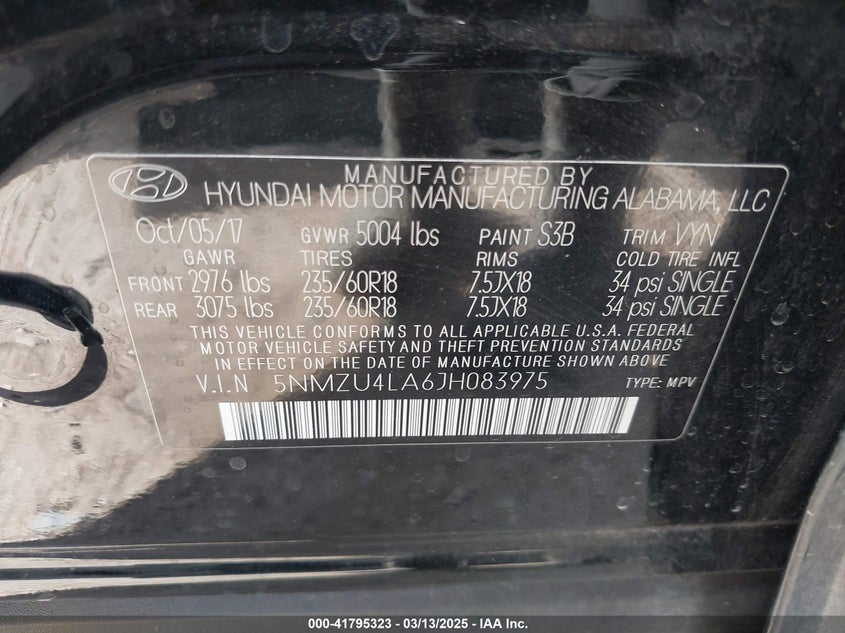 MANUFACTURED BY
HYUNDAI MOTOR MANUFACTURING ALABAMA, LLC
Oct/05/17 GVWR 5004 lbs PAINT S3B TRIM VYN
GAWR TIRES RIMS COLD TIRE INFL
FRONT 2976 lbs 235/60R18 7.5JX18 34 psi SINGLE
REAR 3075 lbs 235/60R18 7.5JX18 34 psi SINGLE
THIS VEHICLE CONFORMS TO ALL APPLICABLE U.S.A. FEDERAL
MOTOR VEHICLE SAFETY AND THEFT PREVENTION STANDARDS
IN EFFECT ON THE DATE OF MANUFACTURE SHOWN ABOVE
V.I.N 5NMZU4LA6JH083975 TYPE: MPV
000-41795323 — 03/13/2025 — IAA Inc.